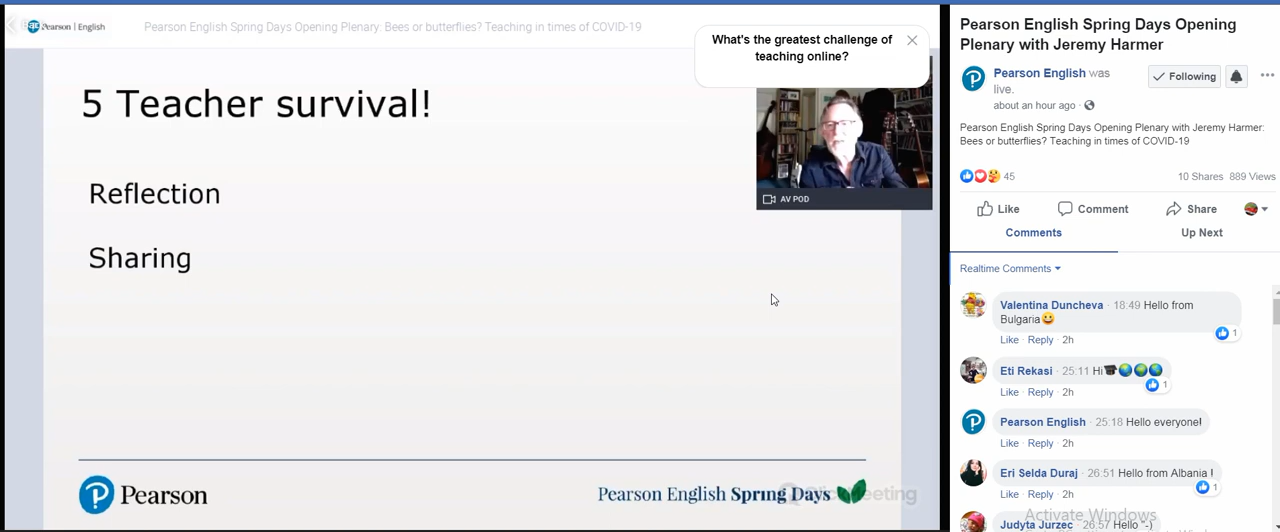 Back
Pearson | English
Pearson English Spring Days Opening Plenary. Bees or butterflies? Teaching in times of COVID-19
What's the greatest challenge of
teaching online?
5 Teacher survival!
Reflection
Sharing
AV POD
Pearson
Pearson English Spring Days
ClickMeeting
Pearson English Spring Days Opening
Plenary with Jeremy Harmer
Pearson English was
live.
about an hour ago ·
Following
Pearson English Spring Days Opening Plenary with Jeremy Harmer:
Bees or butterflies? Teaching in times of COVID-19
45
10 Shares 889 Views
Like Comment Share
Comments Up Next
Realtime Comments
Valentina Duncheva · 18:49 Hello from
Bulgaria😀
1
Like · Reply · 2h
Eti Rekasi · 25:11 Hi🎓🌍🌍🌍
1
Like · Reply · 2h
Pearson English · 25:18 Hello everyone!
Like · Reply · 2h
Eri Selda Duraj · 26:51 Hello from Albania !
1
Like · Reply · 2h
Judyta Jurzec · 26:57 Hello :-)
Activate Windows